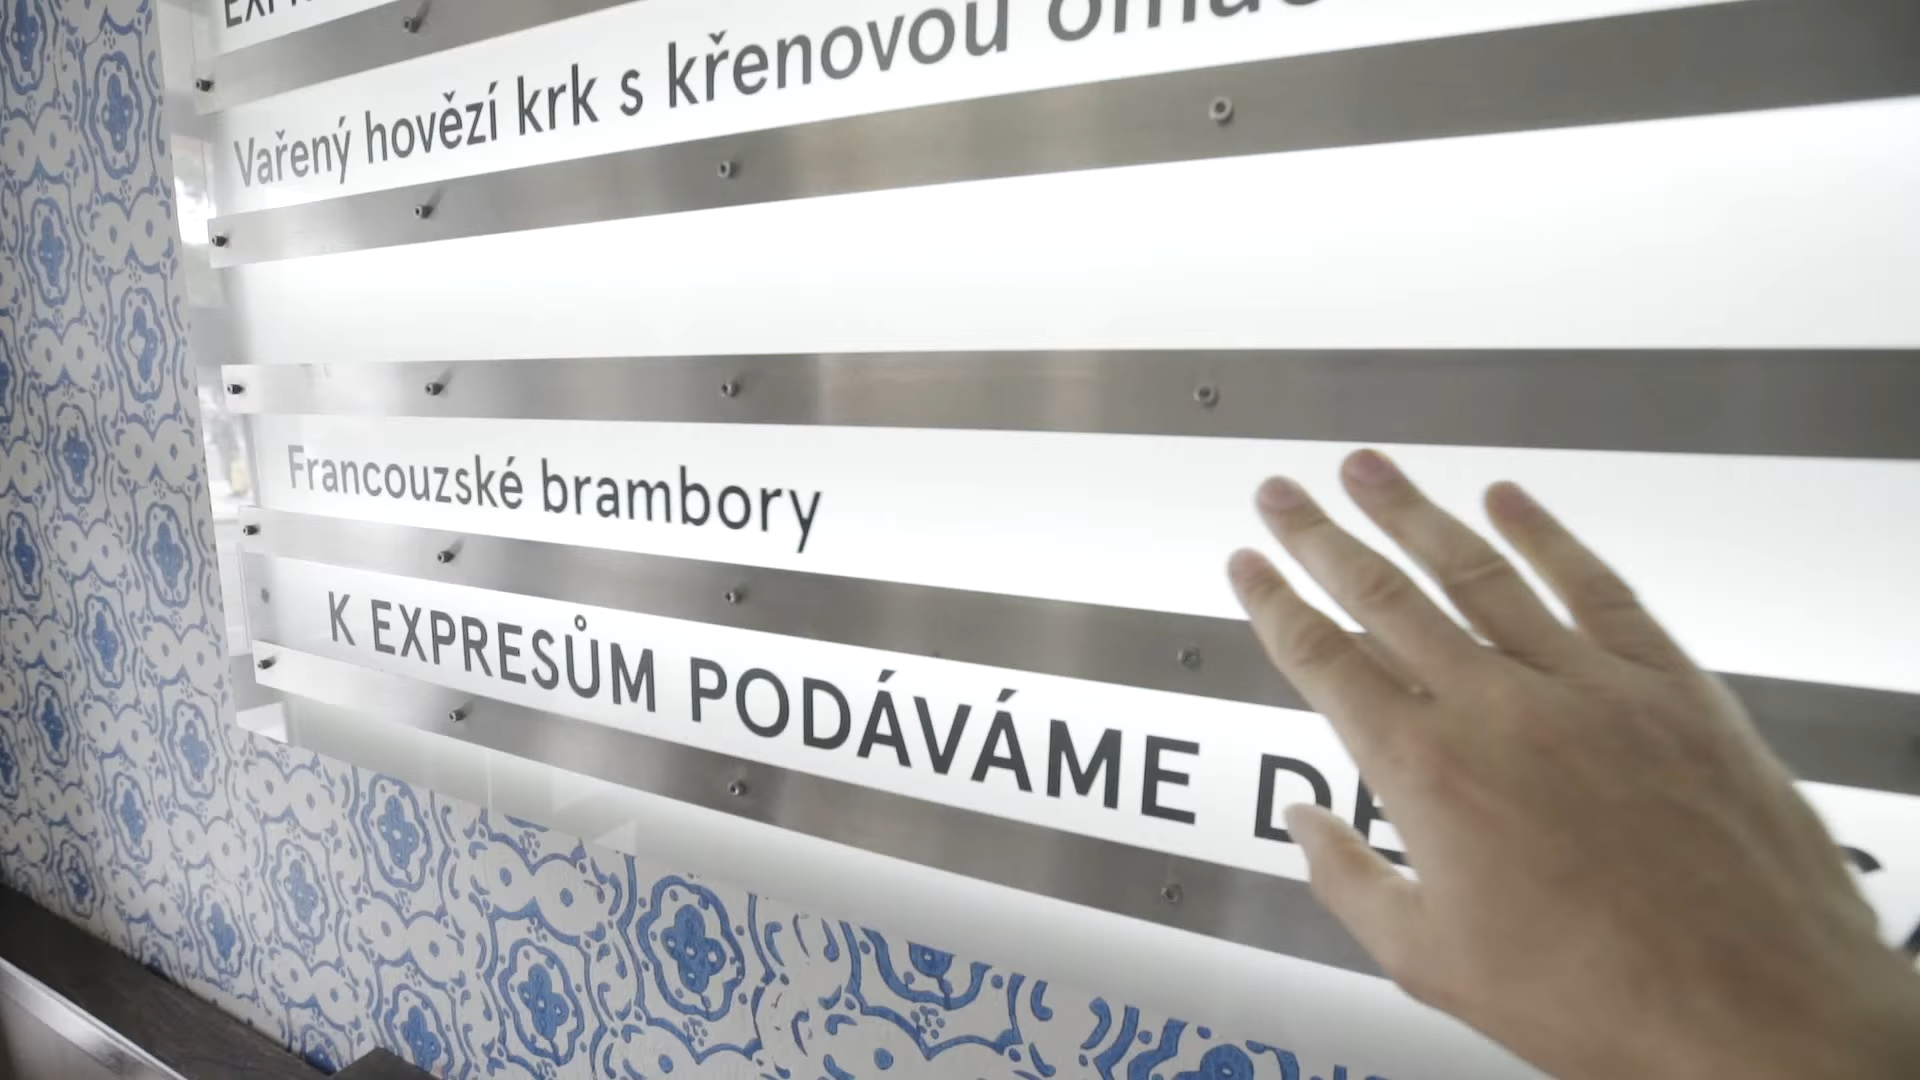 Vařený hovězí krk s křenovou
Francouzské brambory
K EXPRESŮM PODÁVÁME